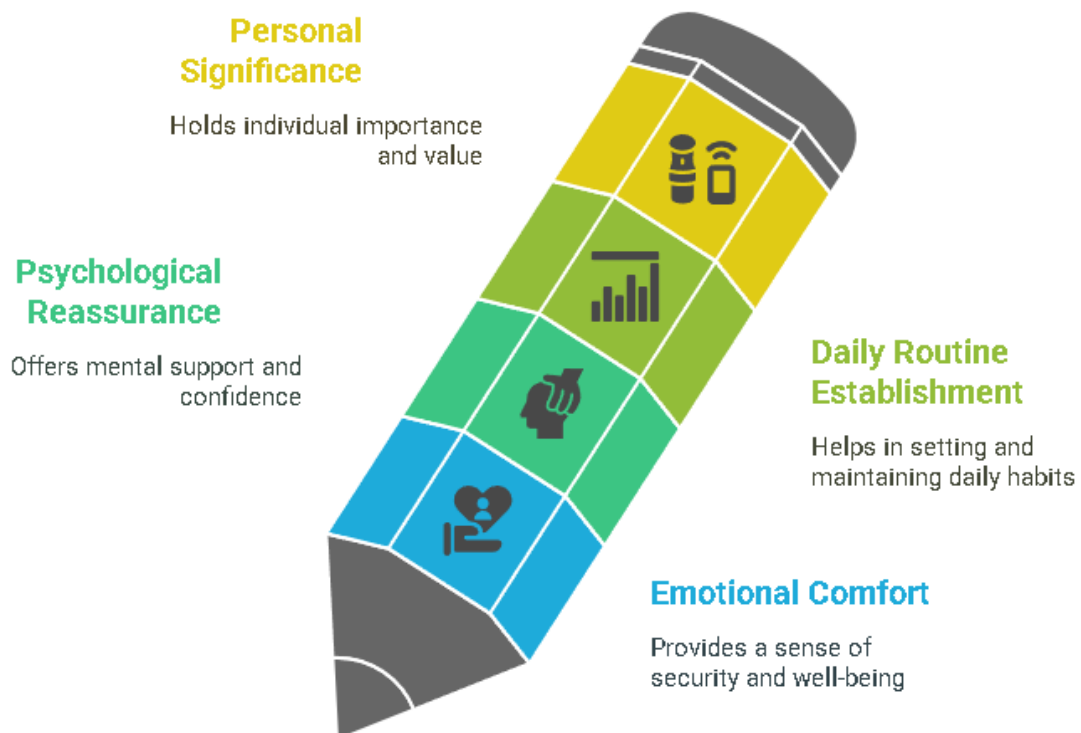 Personal
Significance
Holds individual importance
and value
Psychological
Reassurance
Offers mental support and
confidence
Daily Routine
Establishment
Helps in setting and
maintaining daily habits
Emotional Comfort
Provides a sense of
security and well-being